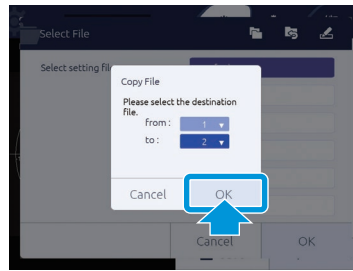 Select File
Select setting fil
Copy File
Please select the destination
file.
from : 1
to : 2
Cancel OK
Cancel OK